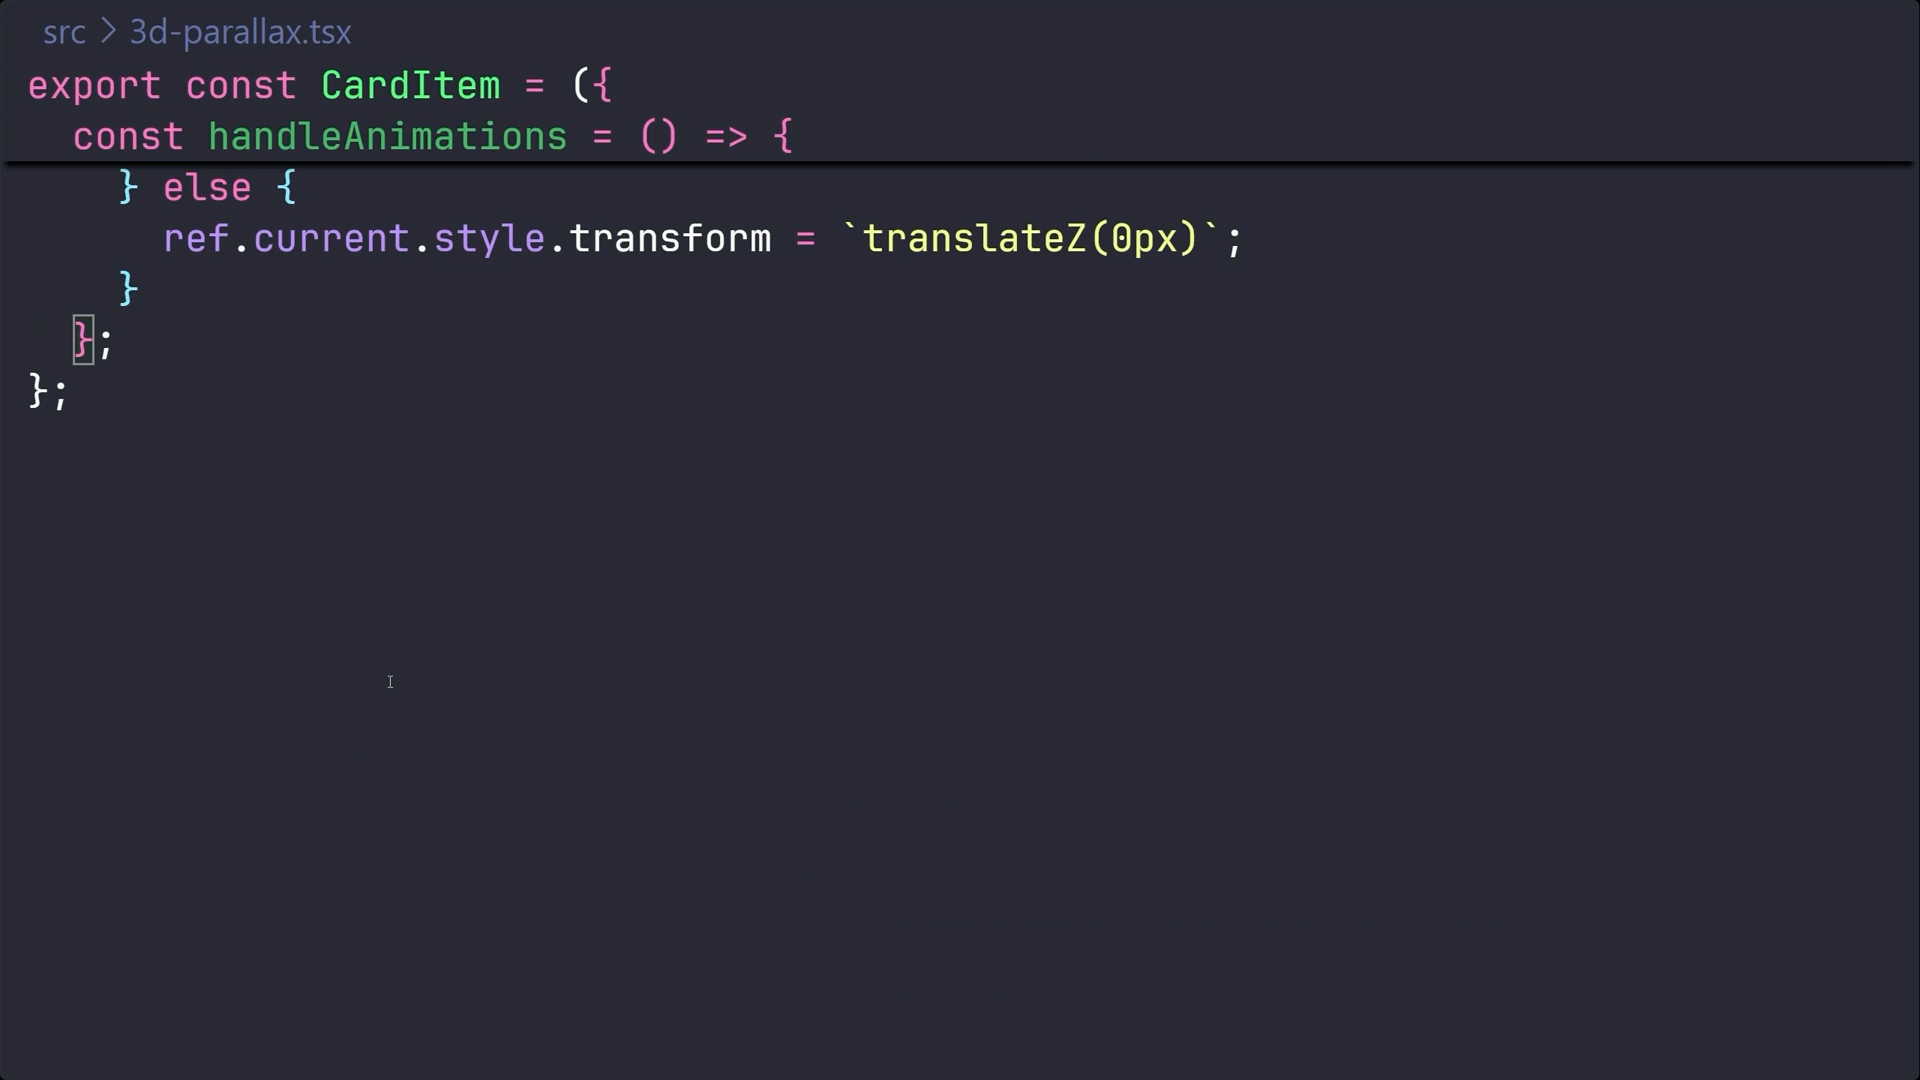 src > 3d-parallax.tsx
export const CardItem = ({
  const handleAnimations = () => {
    } else {
      ref.current.style.transform = `translateZ(0px)`;
    }
  };
};